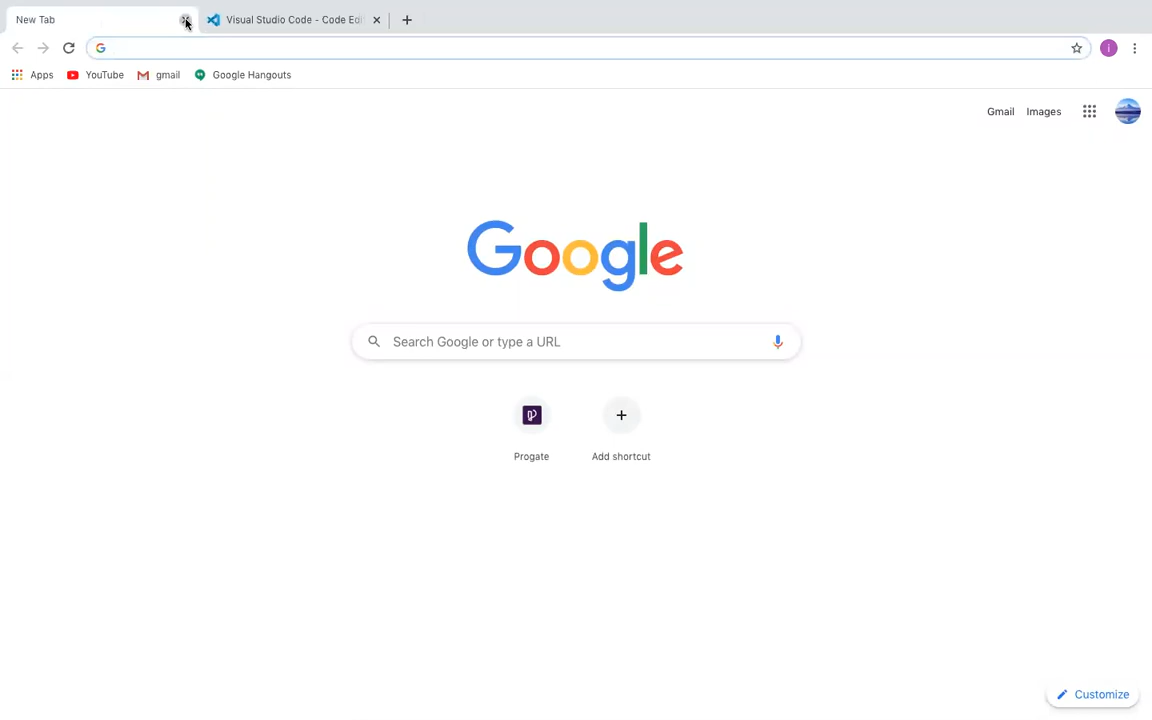 New Tab
Visual Studio Code - Code Edi
Apps YouTube gmail Google Hangouts
Gmail Images
Google
Search Google or type a URL
Progate Add shortcut
Customize